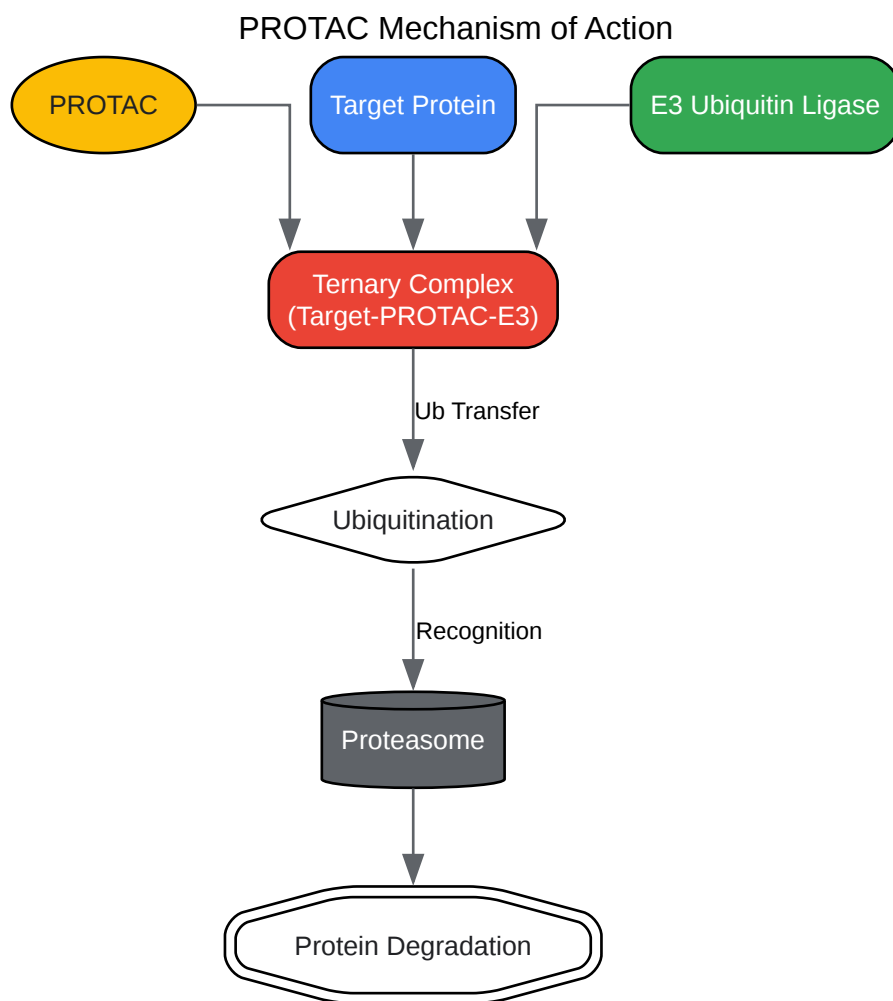 PROTAC Mechanism of Action
PROTAC
Target Protein
E3 Ubiquitin Ligase
Ternary Complex
(Target-PROTAC-E3)
Ub Transfer
Ubiquitination
Recognition
Proteasome
Protein Degradation